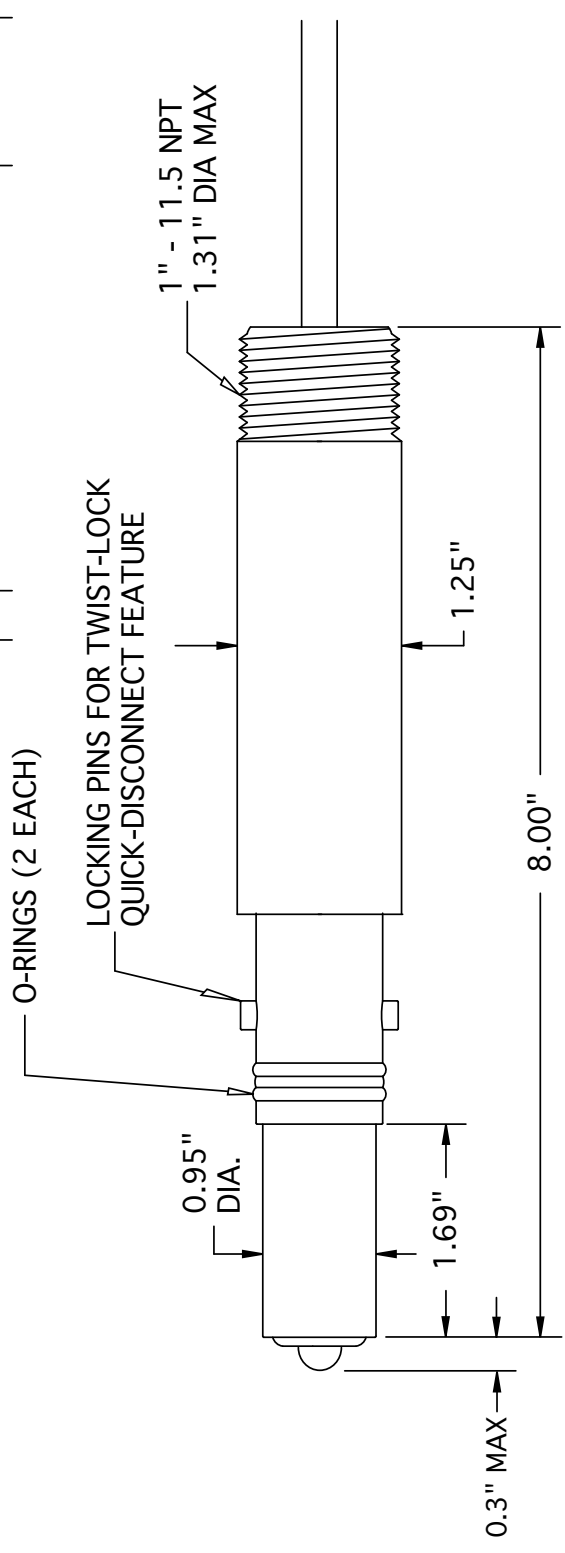 O-RINGS (2 EACH)
LOCKING PINS FOR TWIST-LOCK
QUICK-DISCONNECT FEATURE
1" - 11.5 NPT
1.31" DIA MAX
0.95"
DIA.
1.69"
1.25"
0.3" MAX
8.00"